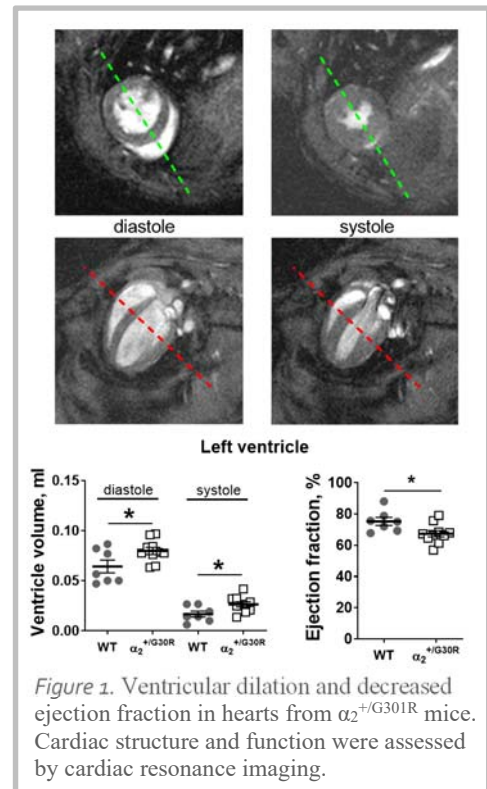 diastole systole
Left ventricle
diastole systole
*
*
*
Ventricle volume, ml
0.15
0.10
0.05
0.00
WT α₂⁺/ᴳ³⁰ᴿ WT α₂⁺/ᴳ³⁰ᴿ
Ejection fraction, %
100
80
60
40
20
0
WT α₂⁺/ᴳ³⁰ᴿ
Figure 1. Ventricular dilation and decreased
ejection fraction in hearts from α₂⁺/ᴳ³⁰¹ᴿ mice.
Cardiac structure and function were assessed
by cardiac resonance imaging.